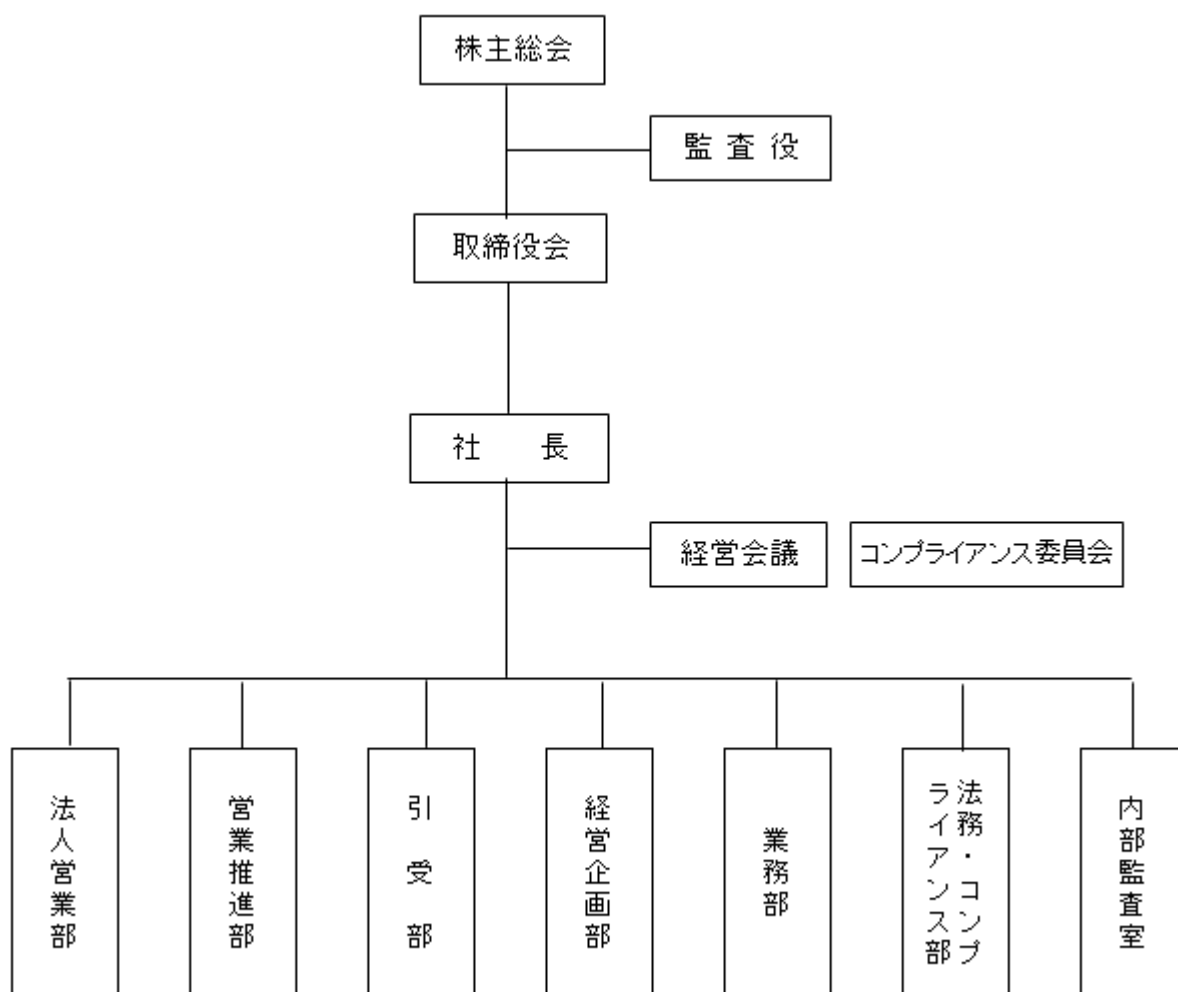 株主総会
監 査 役
取締役会
社　　長
経営会議
コンプライアンス委員会
法人営業部
営業推進部
引 受 部
経営企画部
業務部
法務・コンプ
ライアンス部
内部監査室